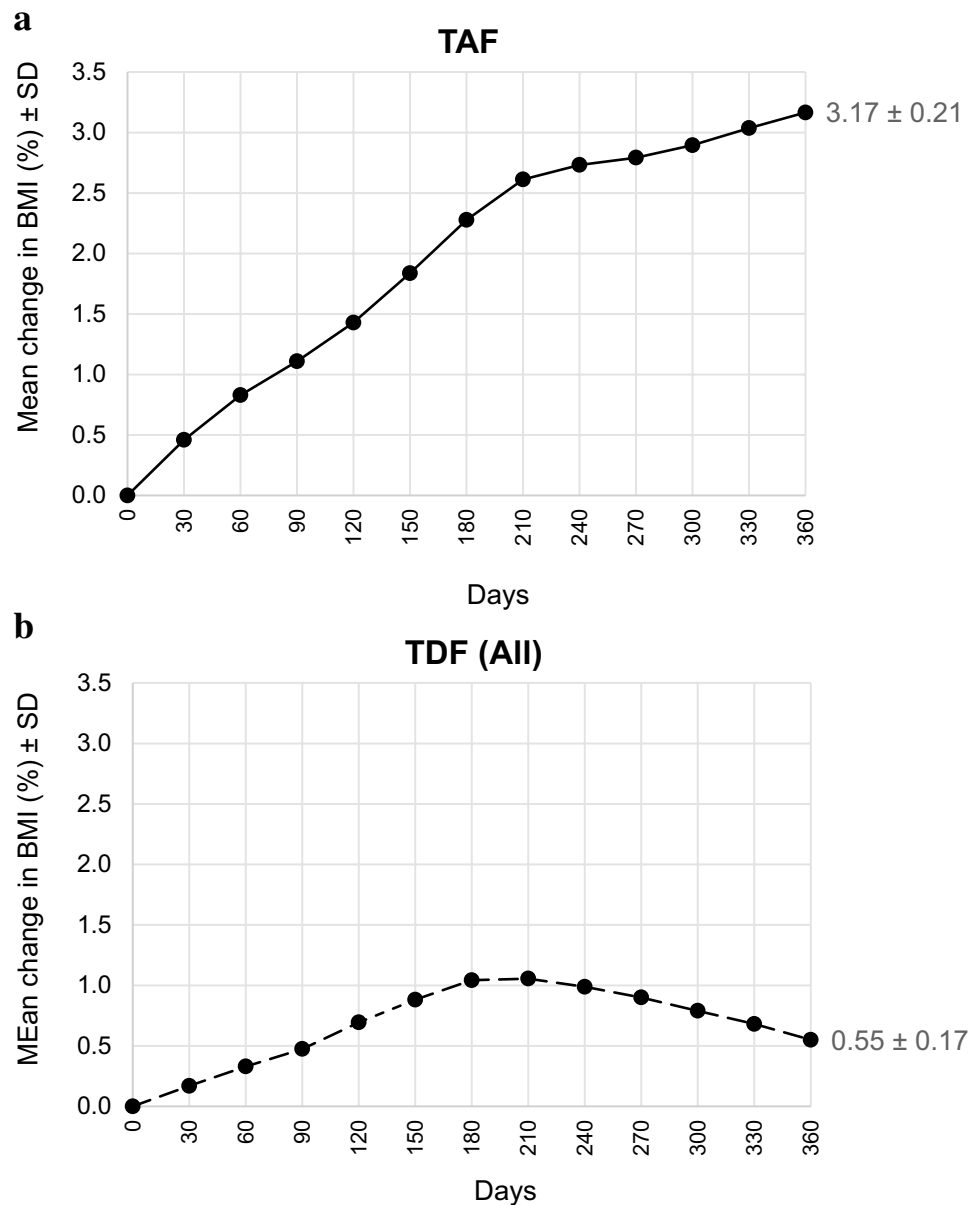 a
TAF
Mean change in BMI (%) ± SD
3.5
3.0
2.5
2.0
1.5
1.0
0.5
0.0
3.17 ± 0.21
0 30 60 90 120 150 180 210 240 270 300 330 360
Days
b
TDF (All)
MEan change in BMI (%) ± SD
3.5
3.0
2.5
2.0
1.5
1.0
0.5
0.0
0.55 ± 0.17
0 30 60 90 120 150 180 210 240 270 300 330 360
Days